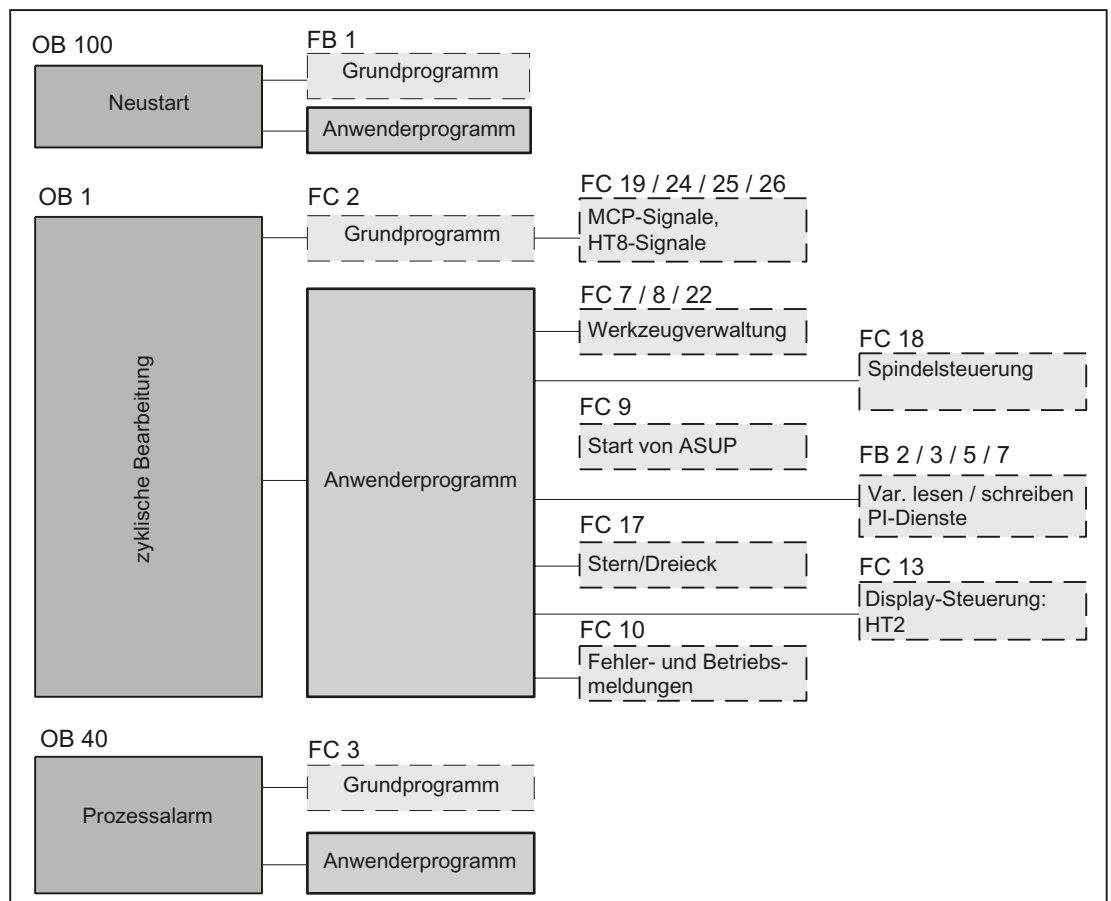 OB 100
FB 1
Grundprogramm
Neustart
Anwenderprogramm
OB 1
FC 2
FC 19 / 24 / 25 / 26
Grundprogramm
MCP-Signale,
HT8-Signale
zyklische Bearbeitung
Anwenderprogramm
FC 7 / 8 / 22
Werkzeugverwaltung
FC 18
Spindelsteuerung
FC 9
Start von ASUP
FB 2 / 3 / 5 / 7
Var. lesen / schreiben
PI-Dienste
FC 17
Stern/Dreieck
FC 13
Display-Steuerung:
HT2
FC 10
Fehler- und Betriebs-
meldungen
OB 40
FC 3
Grundprogramm
Prozessalarm
Anwenderprogramm